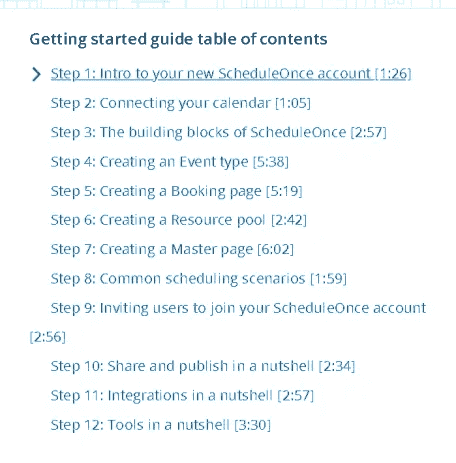 Getting started guide table of contents
Step 1: Intro to your new ScheduleOnce account [1:26]
Step 2: Connecting your calendar [1:05]
Step 3: The building blocks of ScheduleOnce [2:57]
Step 4: Creating an Event type [5:38]
Step 5: Creating a Booking page [5:19]
Step 6: Creating a Resource pool [2:42]
Step 7: Creating a Master page [6:02]
Step 8: Common scheduling scenarios [1:59]
Step 9: Inviting users to join your ScheduleOnce account
[2:56]
Step 10: Share and publish in a nutshell [2:34]
Step 11: Integrations in a nutshell [2:57]
Step 12: Tools in a nutshell [3:30]